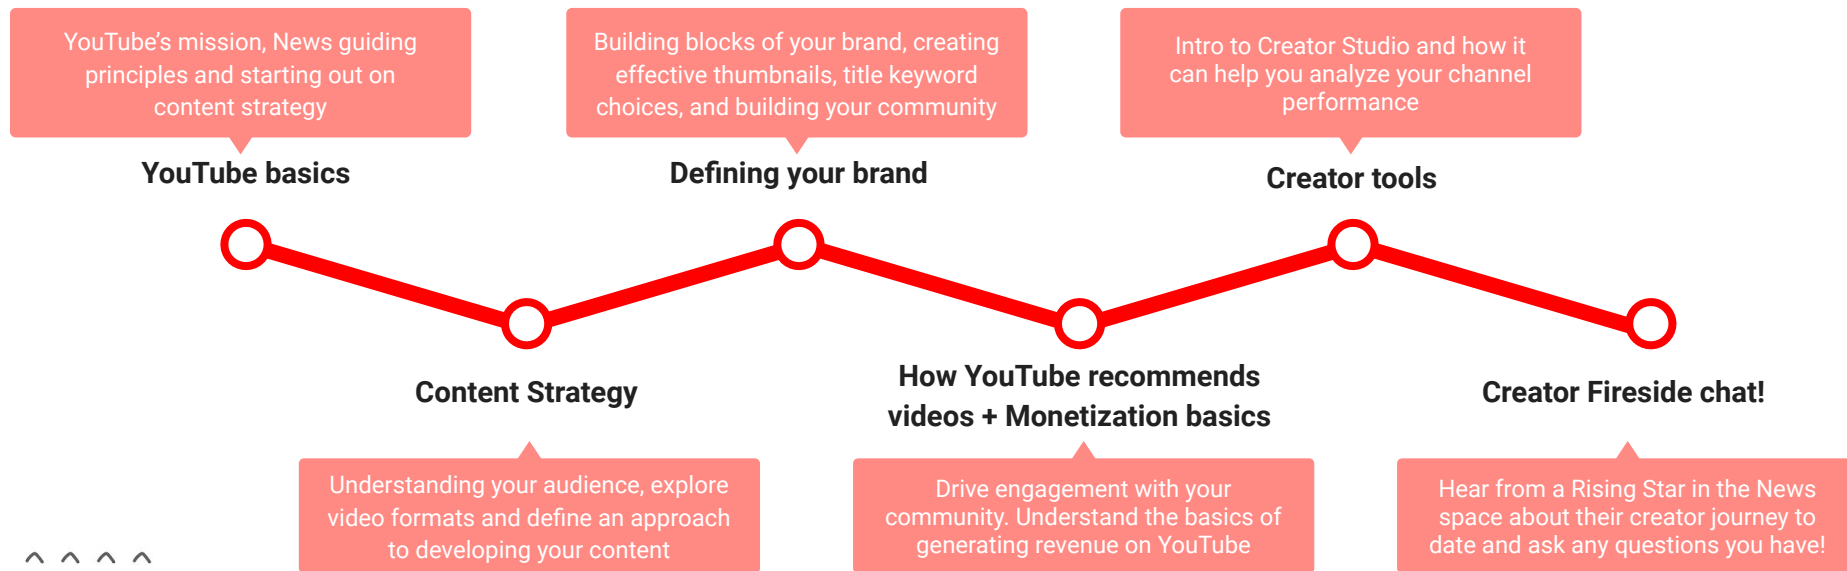 YouTube’s mission, News guiding
principles and starting out on
content strategy
YouTube basics
Content Strategy
Understanding your audience, explore
video formats and define an approach
to developing your content
Building blocks of your brand, creating
effective thumbnails, title keyword
choices, and building your community
Defining your brand
How YouTube recommends
videos + Monetization basics
Drive engagement with your
community. Understand the basics of
generating revenue on YouTube
Intro to Creator Studio and how it
can help you analyze your channel
performance
Creator tools
Creator Fireside chat!
Hear from a Rising Star in the News
space about their creator journey to
date and ask any questions you have!